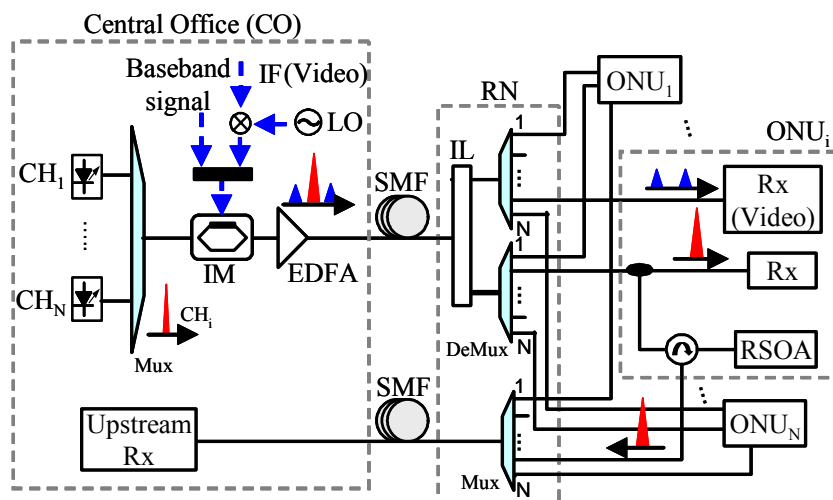 Central Office (CO)
Baseband
signal
IF(Video)
LO
CH1
CHN
CHi
Mux
IM
EDFA
SMF
RN
IL
1
N
1
N
DeMux
ONU1
ONUi
Rx
(Video)
Rx
RSOA
ONUN
Upstream
Rx
SMF
1
N
Mux